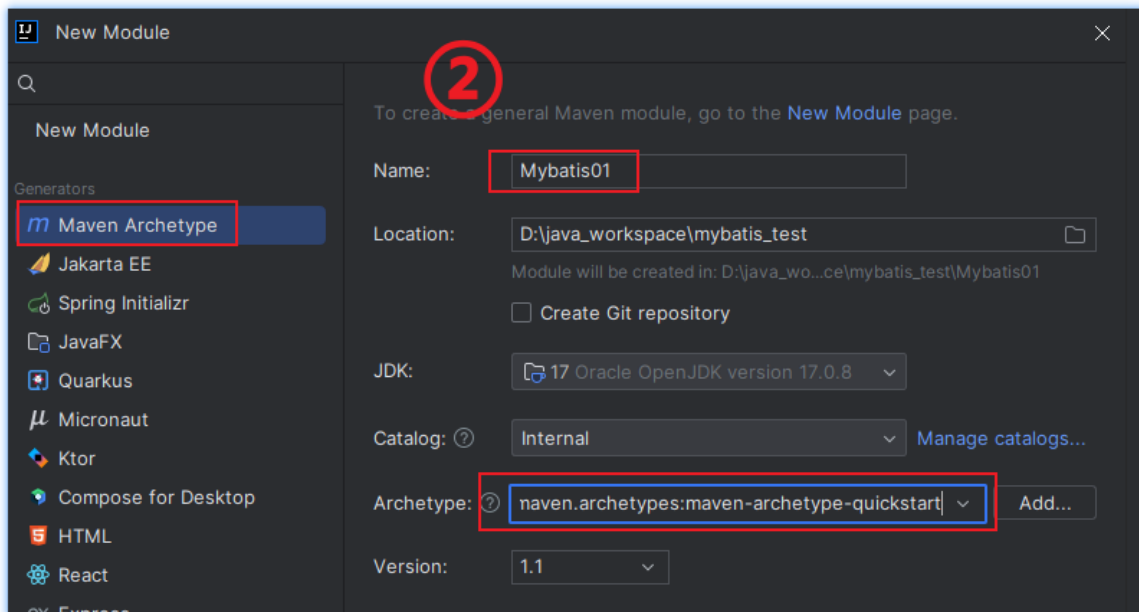 New Module
②
To create a general Maven module, go to the New Module page.
New Module
Name: Mybatis01
Generators
Maven Archetype
Location: D:\java_workspace\mybatis_test
Jakarta EE
Module will be created in: D:\java_wo...ce\mybatis_test\Mybatis01
Spring Initializr
Create Git repository
JavaFX
JDK: 17 Oracle OpenJDK version 17.0.8
Quarkus
Micronaut
Catalog: ? Internal Manage catalogs...
Ktor
Compose for Desktop
Archetype: ? maven.archetypes:maven-archetype-quickstart Add...
HTML
React
Version: 1.1
Express